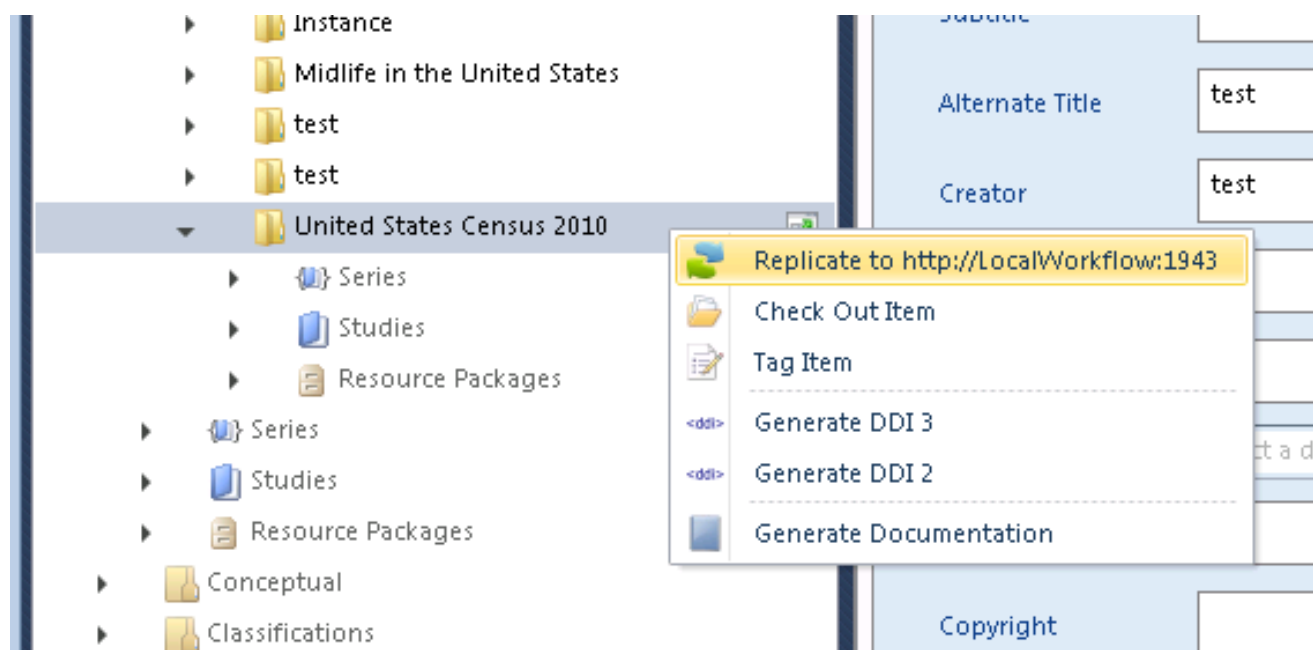 Instance
Midlife in the United States
test
test
United States Census 2010
Series
Studies
Resource Packages
Series
Studies
Resource Packages
Conceptual
Classifications
Replicate to http://LocalWorkflow:1943
Check Out Item
Tag Item
<ddi> Generate DDI 3
<ddi> Generate DDI 2
Generate Documentation
Subtitle
Alternate Title test
Creator test
ct a d
Copyright